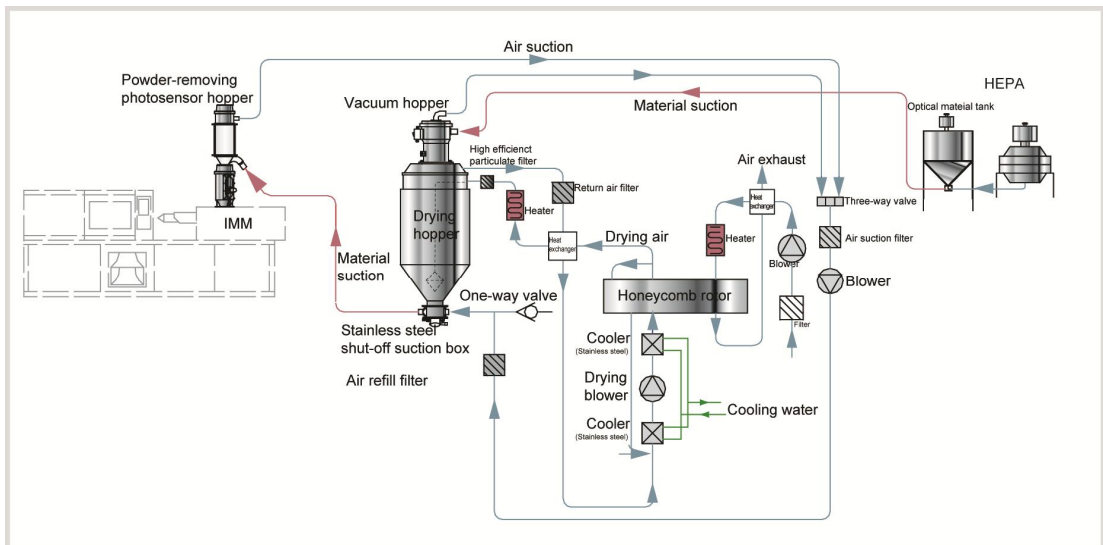 Air suction
Powder-removing
photosensor hopper
Vacuum hopper
Material suction
HEPA
Optical mateial tank
High efficienct
particulate filter
Return air filter
Air exhaust
Heat
exchanger
Three-way valve
Heater
Drying
hopper
Heater
Air suction filter
IMM
Drying air
Heat
exchanger
Blower
Blower
Material
suction
Honeycomb rotor
One-way valve
Filter
Stainless steel
shut-off suction box
Cooler
(Stainless steel)
Air refill filter
Drying
blower
Cooling water
Cooler
(Stainless steel)